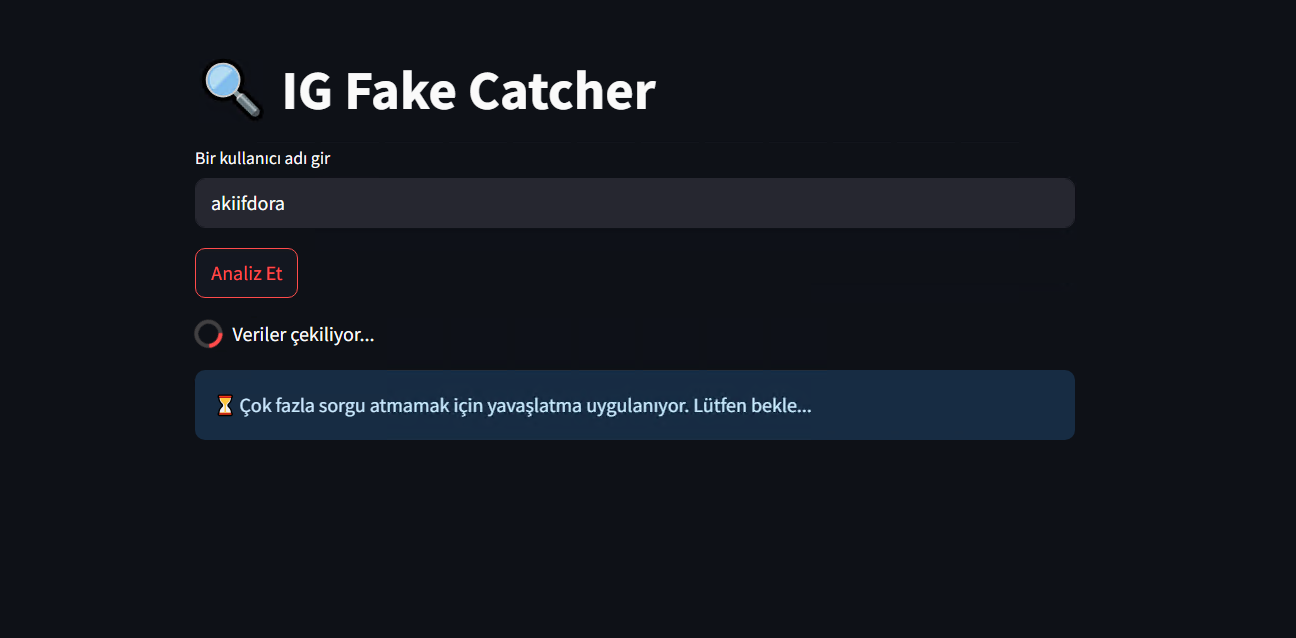 IG Fake Catcher
Bir kullanıcı adı gir
akiifdora
Analiz Et
Veriler çekiliyor...
Çok fazla sorgu atmamak için yavaşlatma uygulanıyor. Lütfen bekle...